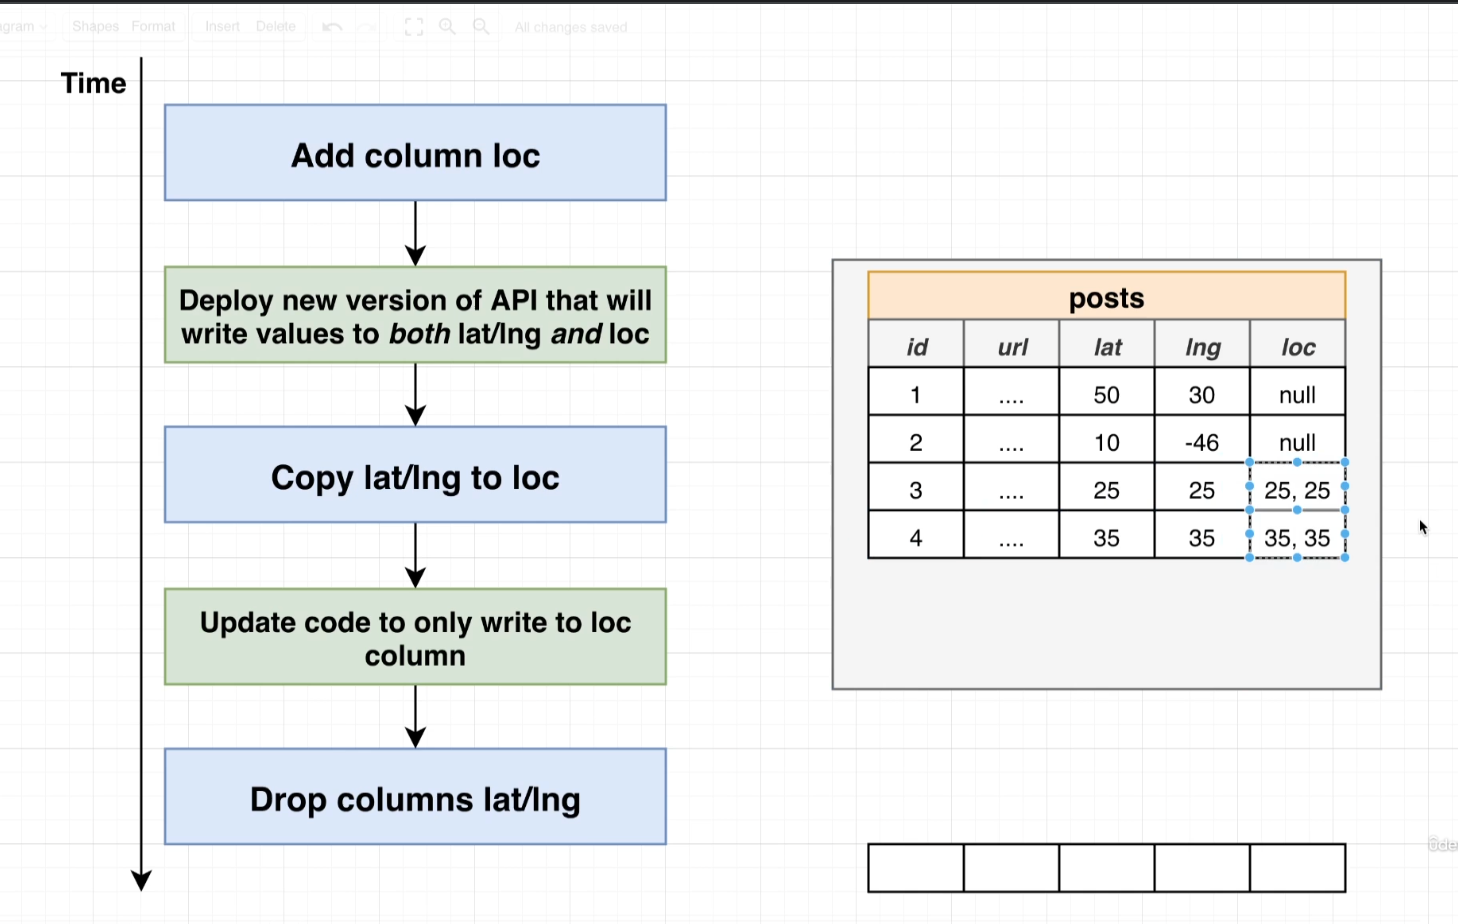 Shapes Format Insert Delete All changes saved
Time
Add column loc
Deploy new version of API that will
write values to both lat/lng and loc
Copy lat/lng to loc
Update code to only write to loc
column
Drop columns lat/lng
posts
id url lat lng loc
1 .... 50 30 null
2 .... 10 -46 null
3 .... 25 25 25, 25
4 .... 35 35 35, 35